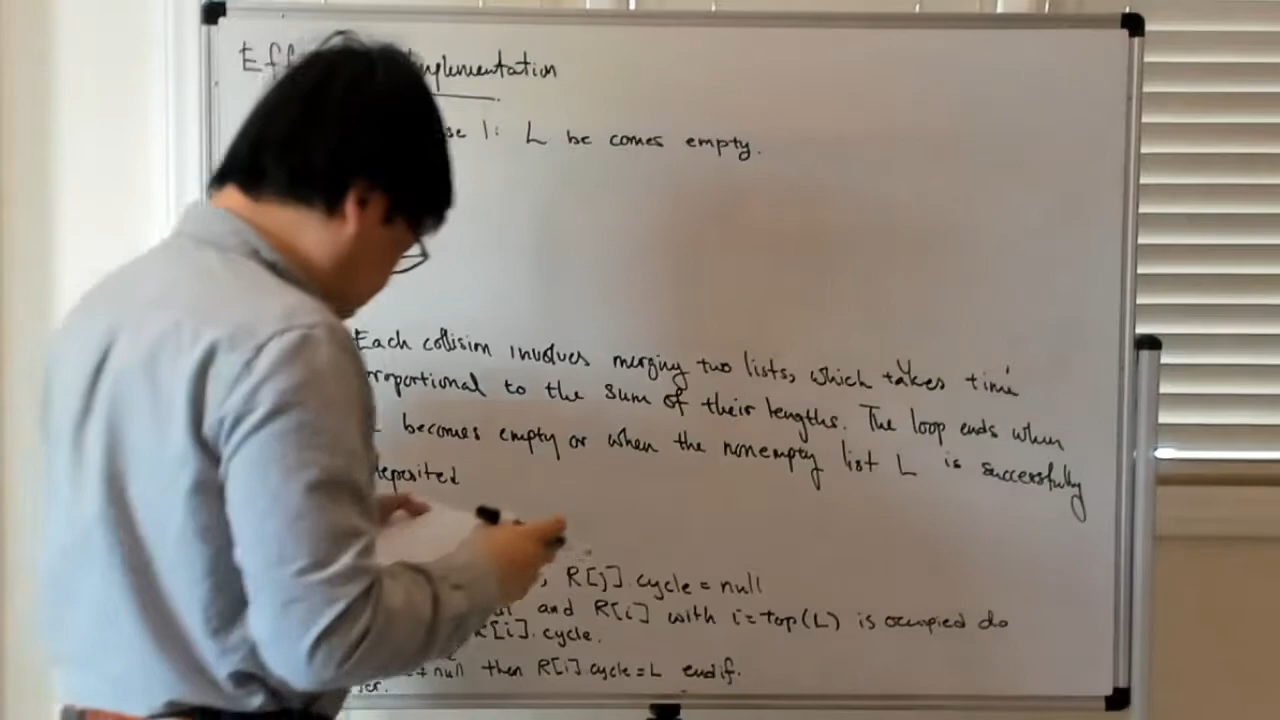 Implementation
1: L be comes empty.
Each collision involves merging two lists, which takes time
proportional to the sum of their lengths. The loop ends when
becomes empty or when the nonempty list L is successfully
deposited
R[j] cycle = null
and R[i] with i = top(L) is occupied do
R[i]. cycle.
≠ null then R[i] cycle = L endif.